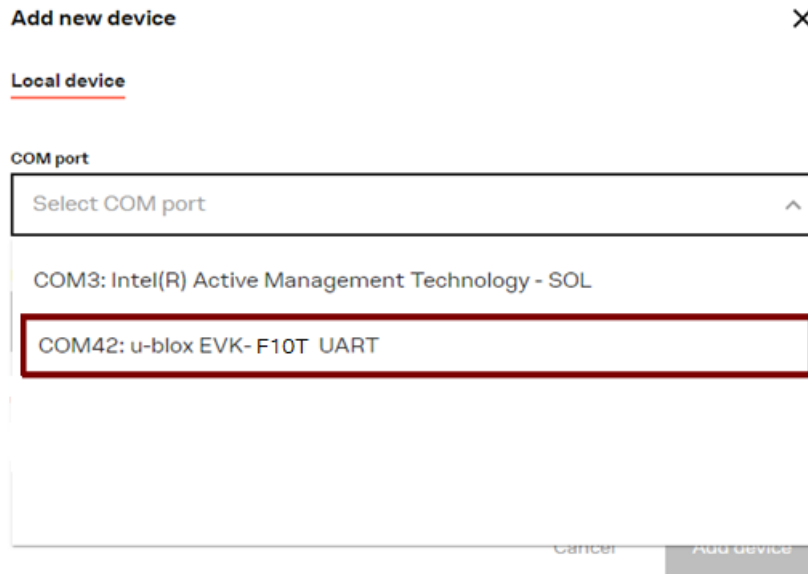 Add new device
Local device
COM port
Select COM port
COM3: Intel(R) Active Management Technology - SOL
COM42: u-blox EVK- F10T UART
Cancel Add device